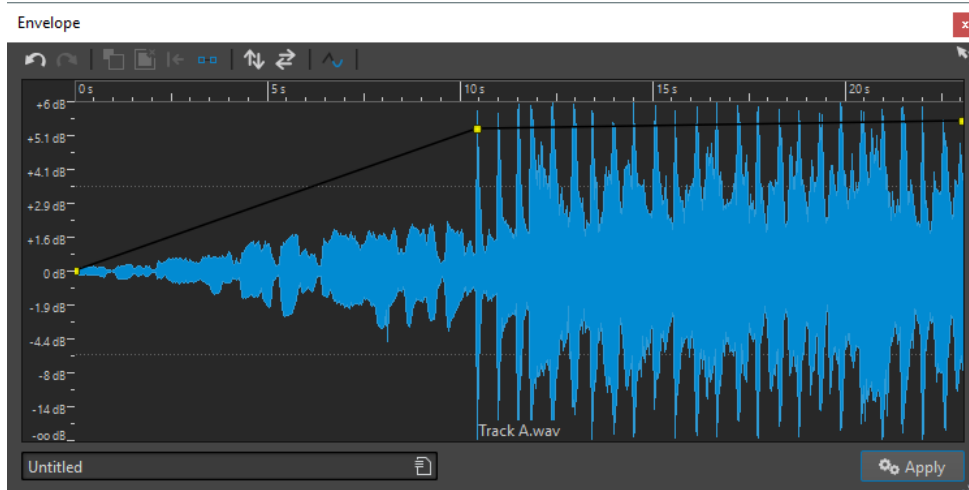 Envelope
x
0 s 5 s 10 s 15 s 20 s
+6 dB
+5.1 dB
+4.1 dB
+2.9 dB
+1.6 dB
0 dB
-1.9 dB
-4.4 dB
-8 dB
-14 dB
-oo dB
Track A.wav
Untitled
Apply